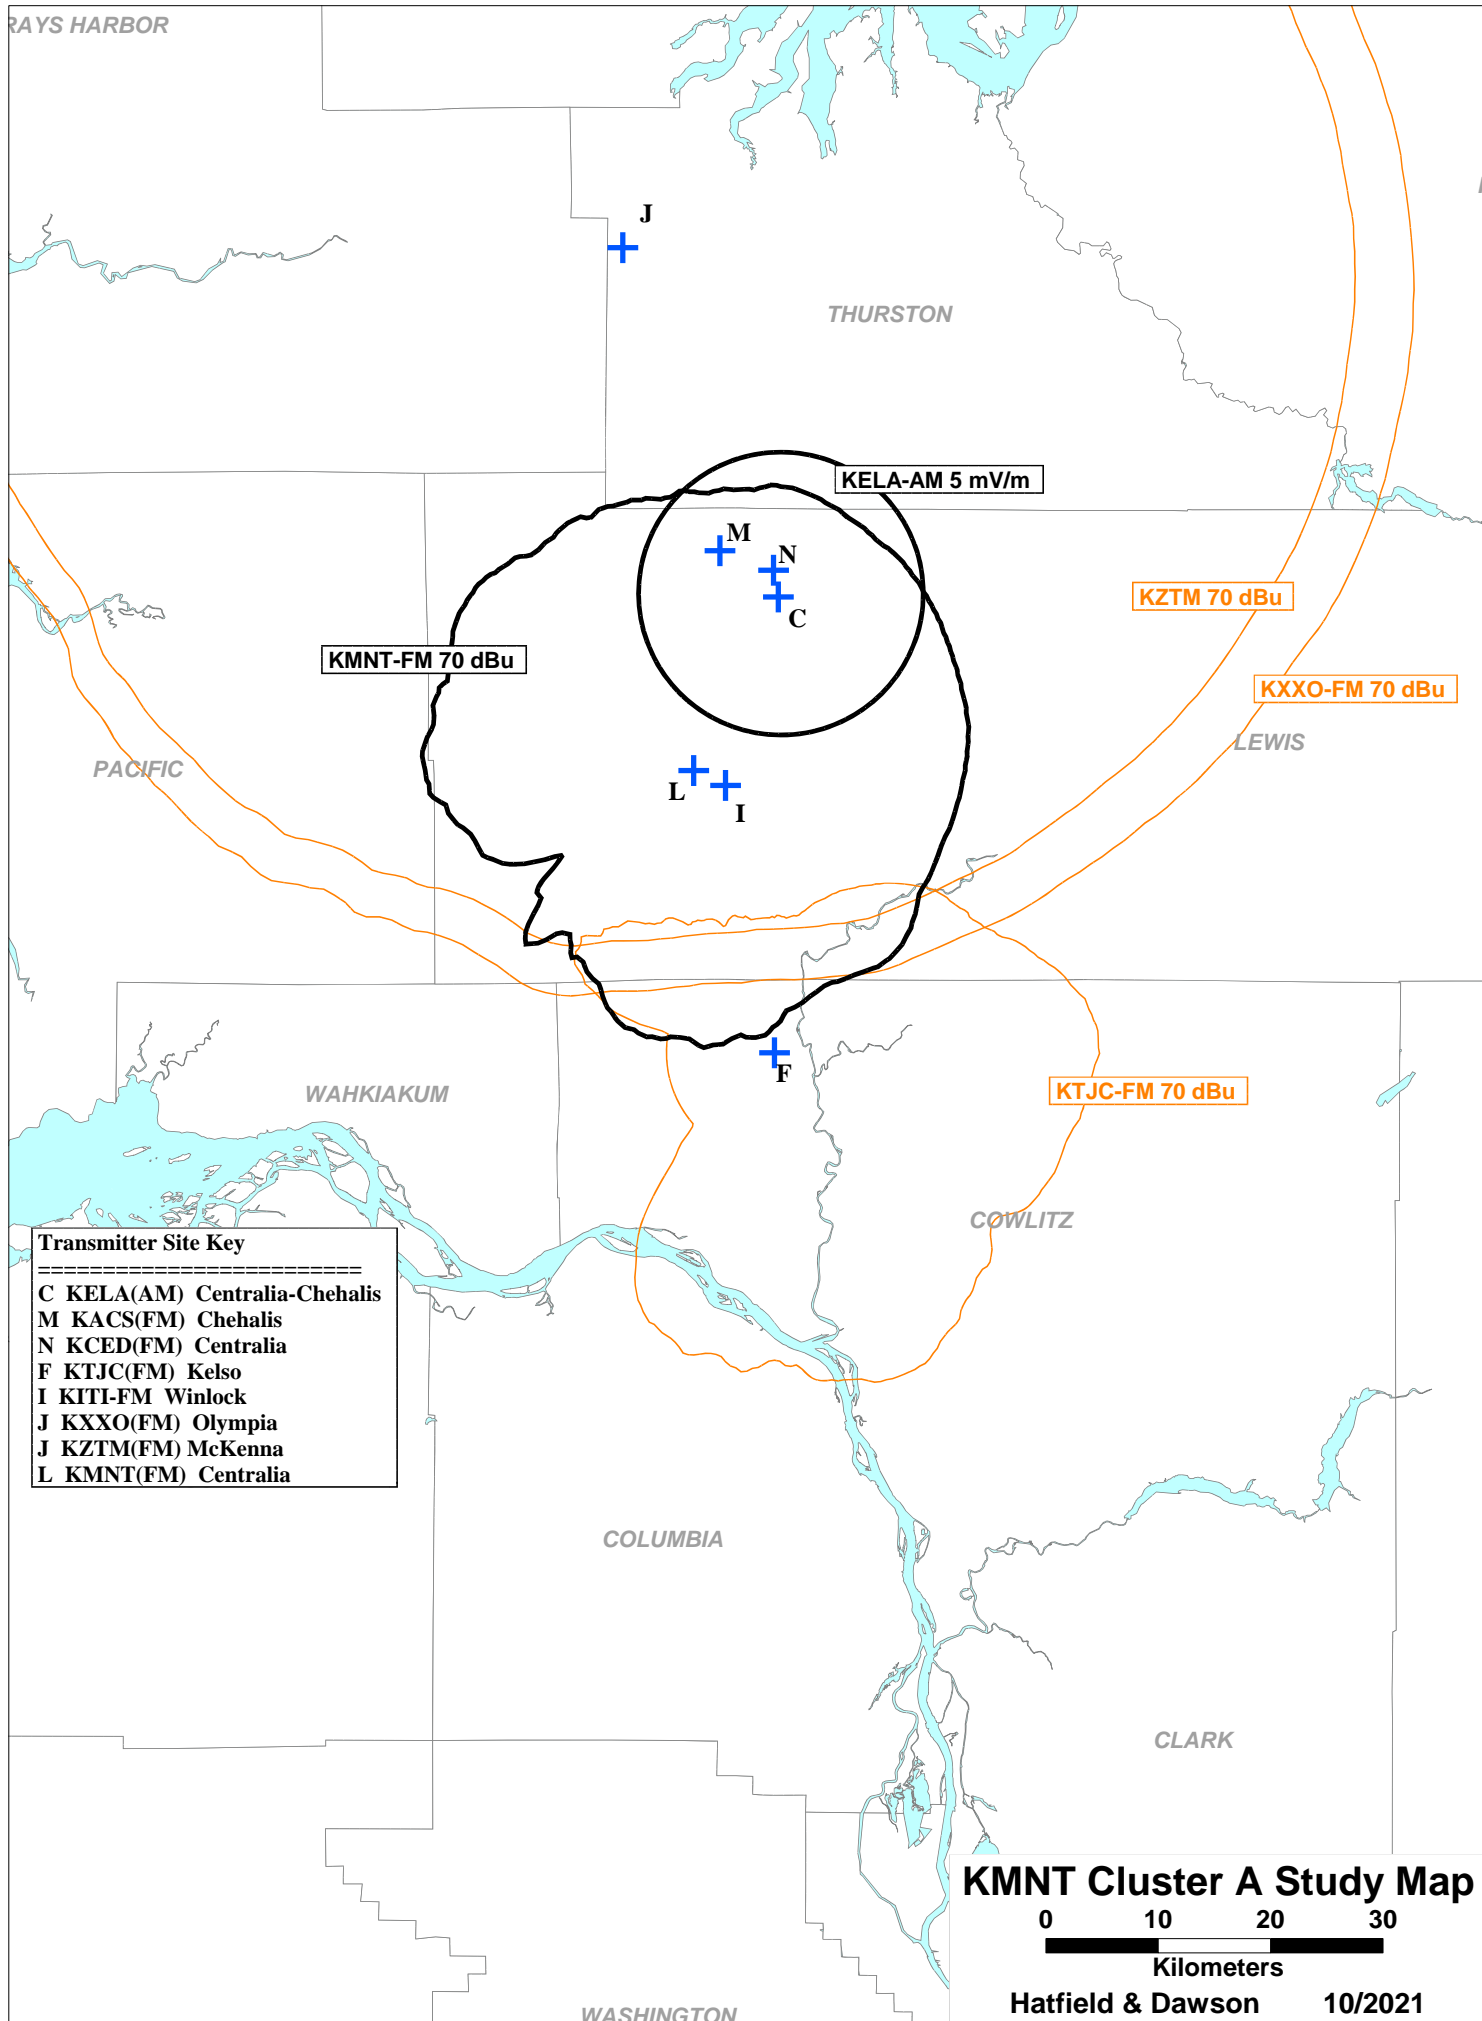 RAYS HARBOR
J
THURSTON
KELA-AM 5 mV/m
M
N
C
KZTM 70 dBu
KMNT-FM 70 dBu
KXXO-FM 70 dBu
LEWIS
PACIFIC
L
I
F
WAHKIAKUM
KTJC-FM 70 dBu
COWLITZ
Transmitter Site Key
=========================
C KELA(AM) Centralia-Chehalis
M KACS(FM) Chehalis
N KCED(FM) Centralia
F KTJC(FM) Kelso
I KITI-FM Winlock
J KXXO(FM) Olympia
J KZTM(FM) McKenna
L KMNT(FM) Centralia
COLUMBIA
CLARK
KMNT Cluster A Study Map
0 10 20 30
Kilometers
Hatfield & Dawson 10/2021
WASHINGTON